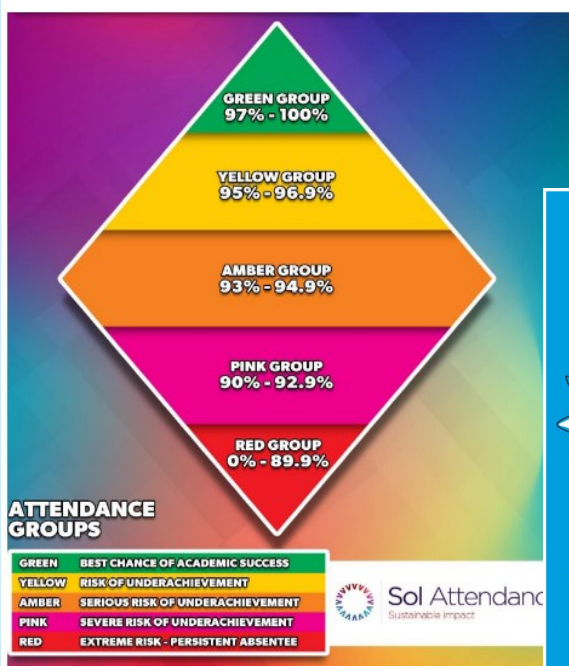 GREEN GROUP
97% - 100%
YELLOW GROUP
95% - 96.9%
AMBER GROUP
93% - 94.9%
PINK GROUP
90% - 92.9%
RED GROUP
0% - 89.9%
ATTENDANCE
GROUPS
GREEN BEST CHANCE OF ACADEMIC SUCCESS
YELLOW RISK OF UNDERACHIEVEMENT
AMBER SERIOUS RISK OF UNDERACHIEVEMENT
PINK SEVERE RISK OF UNDERACHIEVEMENT
RED EXTREME RISK - PERSISTENT ABSENTEE
Sol Attendanc
Sustainable impact